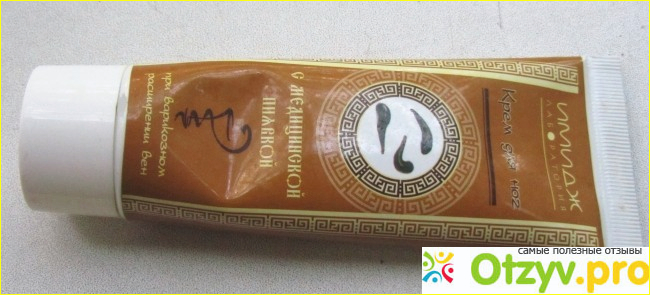 ИМИДЖ
ЛАБОРАТОРИЯ
Крем для ног
С МЕДИЦИНСКОЙ
ПИЯВКОЙ
при варикозном
расширении вен
самые полезные отзывы
Otzyv.pro